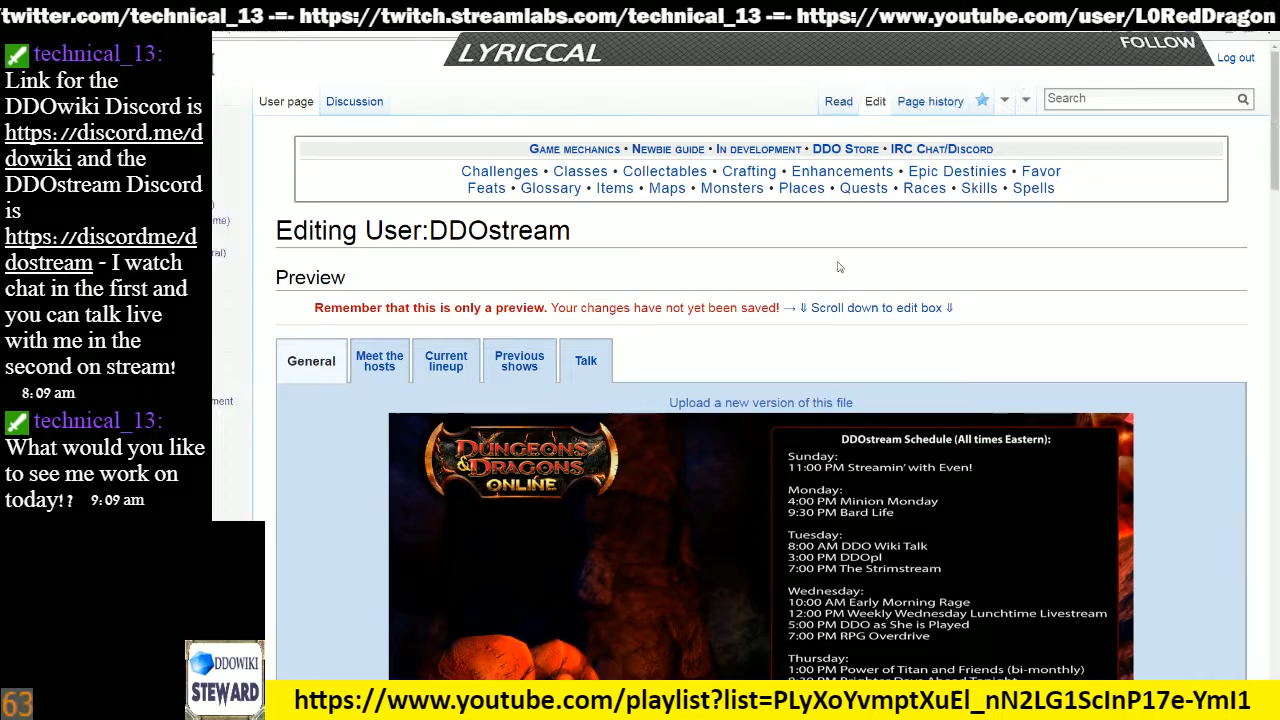 /twitter.com/technical_13 -=- https://twitch.streamlabs.com/technical_13 -=- https://www.youtube.com/user/L0RedDragon
technical_13:
Link for the
DDOwiki Discord is
https://discord.me/d
dowiki and the
DDOstream Discord
is
https://discordme/d
dostream - I watch
chat in the first and
you can talk live
with me in the
second on stream!
8:09 am
technical_13:
What would you like
to see me work on
today!? 9:09 am
DDOWIKI
STEWARD
63
LYRICCAL
FOLLOW
Log out
User page Discussion
Read Edit Page history
Search
Game mechanics • Newbie guide • In development • DDO Store • IRC Chat/Discord
Challenges • Classes • Collectables • Crafting • Enhancements • Epic Destinies • Favor
Feats • Glossary • Items • Maps • Monsters • Places • Quests • Races • Skills • Spells
Editing User:DDOstream
Preview
Remember that this is only a preview. Your changes have not yet been saved! → ⇓ Scroll down to edit box ⇓
General
Meet the
hosts
Current
lineup
Previous
shows
Talk
Upload a new version of this file
DUNGEONS
& DRAGONS
ONLINE
DDOstream Schedule (All times Eastern):
Sunday:
11:00 PM Streamin' with Even!
Monday:
4:00 PM Minion Monday
9:30 PM Bard Life
Tuesday:
8:00 AM DDO Wiki Talk
3:00 PM DDOpl
7:00 PM The Strimstream
Wednesday:
10:00 AM Early Morning Rage
12:00 PM Weekly Wednesday Lunchtime Livestream
5:00 PM DDO as She is Played
7:00 PM RPG Overdrive
Thursday:
1:00 PM Power of Titan and Friends (bi-monthly)
me)
ral)
ment
https://www.youtube.com/playlist?list=PLyXoYvmptXuEl_nN2LG1ScInP17e-YmI1